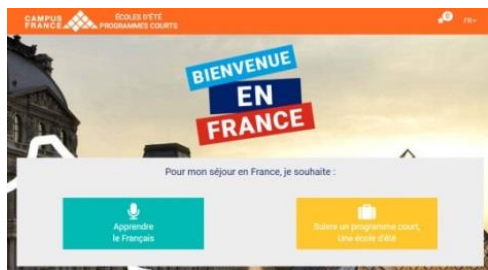 CAMPUS
FRANCE
ÉCOLES D'ÉTÉ
PROGRAMMES COURTS
0
FR
BIENVENUE
EN
FRANCE
Pour mon séjour en France, je souhaite :
Apprendre
le Français
Suivre un programme court,
Une école d'été